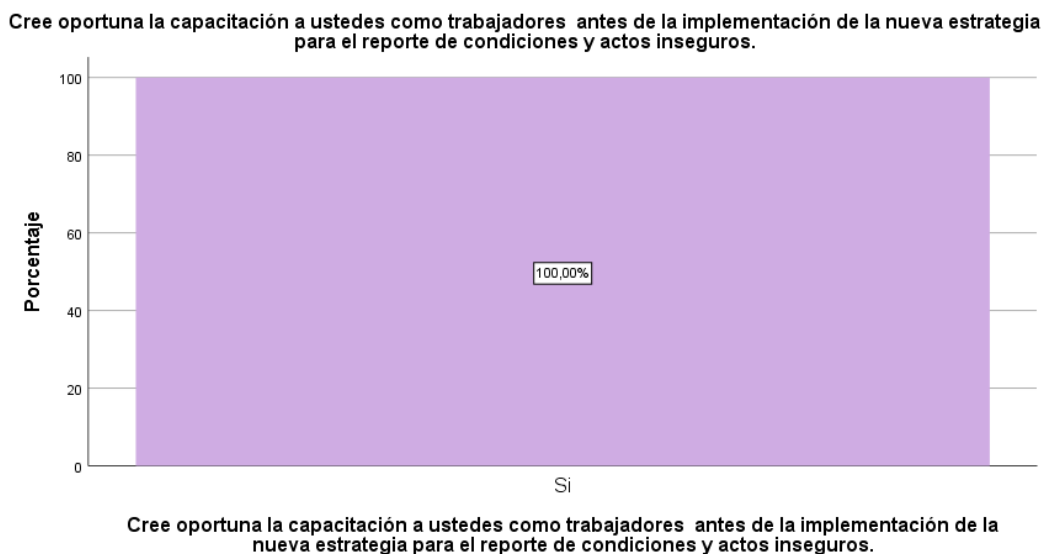 Cree oportuna la capacitación a ustedes como trabajadores  antes de la implementación de la nueva estrategia
para el reporte de condiciones y actos inseguros.
Porcentaje
100
80
60
40
20
0
100,00%
Si
Cree oportuna la capacitación a ustedes como trabajadores  antes de la implementación de la
nueva estrategia para el reporte de condiciones y actos inseguros.